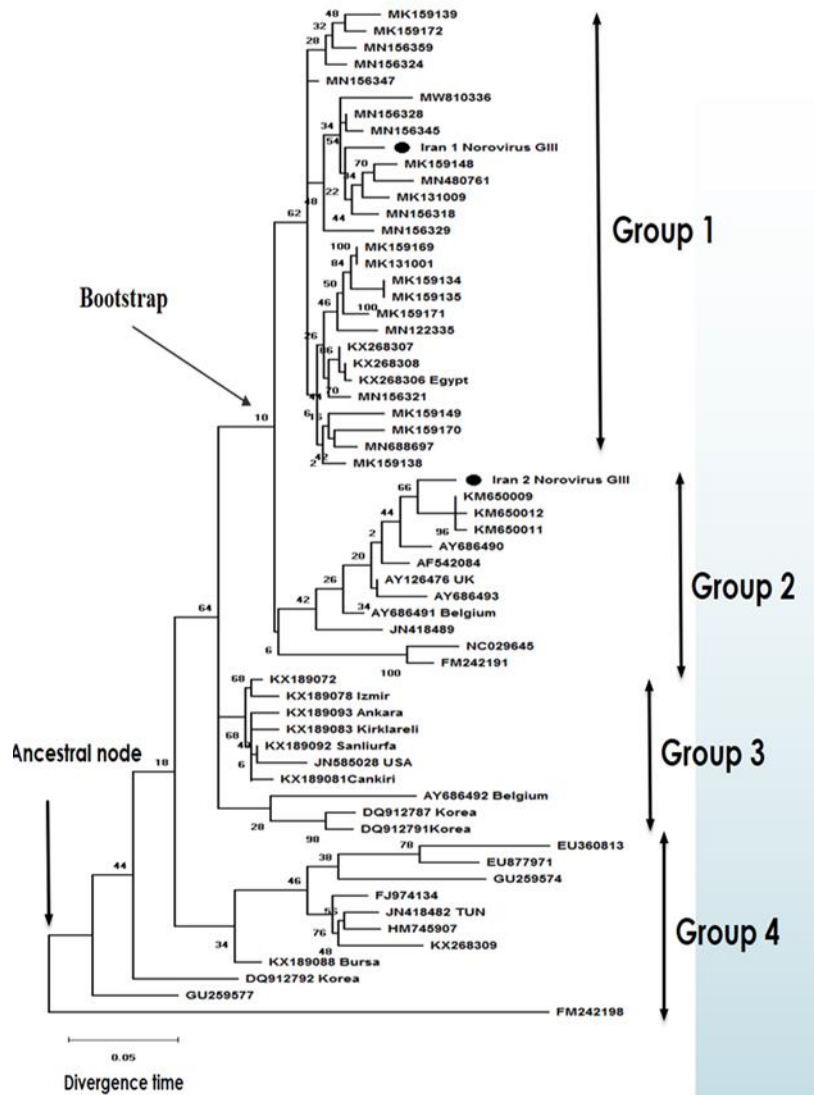 48
MK159139
32
MK159172
28
MN156359
MN156324
MN156347
MW810336
MN156328
34
MN156345
54
Iran 1 Norovirus GIII
70
MK159148
34
MN480761
22
MK131009
48
44
MN156318
62
MN156329
Group 1
100
MK159169
84
MK131001
50
MK159134
MK159135
Bootstrap
46
100
MK159171
26
MN122335
KX268307
86
KX268308
KX268306 Egypt
44
70
MN156321
10
6
16
MK159149
MK159170
42
MN688697
2
MK159138
Iran 2 Norovirus GIII
66
KM650009
44
KM650012
2
96
KM650011
AY686490
20
AF542084
Group 2
26
AY126476 UK
AY686493
42
34
AY686491 Belgium
64
JN418489
6
NC029645
100
FM242191
68
KX189072
KX189078 Izmir
KX189093 Ankara
68
KX189083 Kirklareli
Group 3
Ancestral node
KX189092 Sanliurfa
18
6
JN585028 USA
KX189081Cankiri
AY686492 Belgium
DQ912787 Korea
28
DQ912791Korea
98
78
EU360813
44
38
EU877971
46
GU259574
FJ974134
JN418482 TUN
Group 4
76
HM745907
34
48
KX268309
KX189088 Bursa
DQ912792 Korea
GU259577
FM242198
0.05
Divergence time